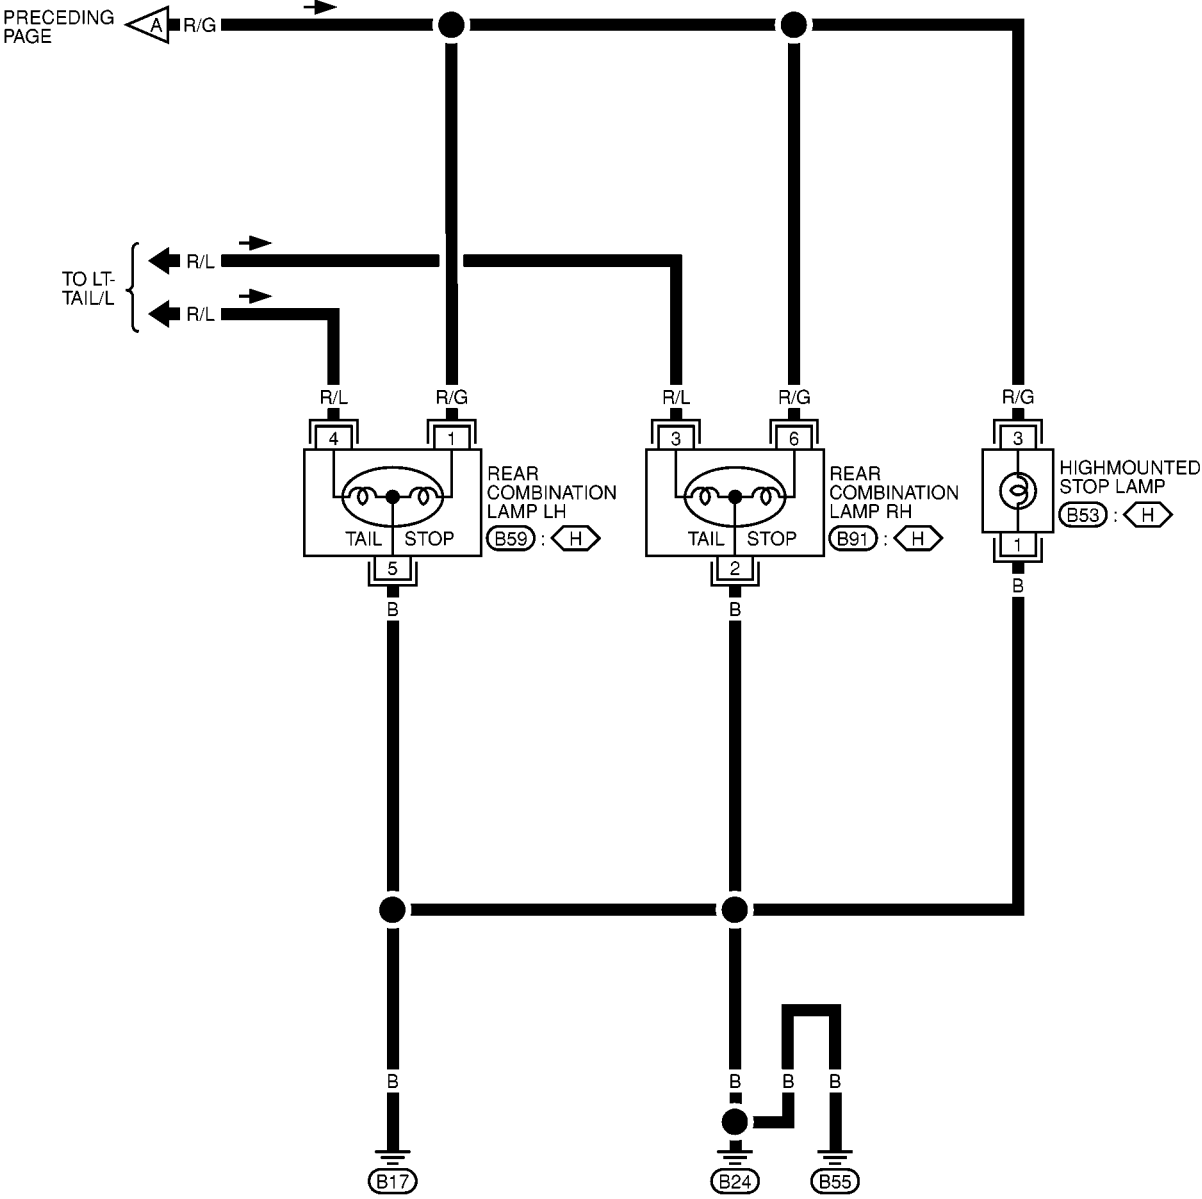 PRECEDING
PAGE
A
R/G
TO LT-
TAIL/L
R/L
R/L
R/L
R/G
R/L
R/G
R/G
4
1
3
6
3
REAR
COMBINATION
LAMP LH
B59 : H
TAIL STOP
REAR
COMBINATION
LAMP RH
B91 : H
TAIL STOP
HIGHMOUNTED
STOP LAMP
B53 : H
5
2
1
B
B
B
B
B
B
B
B17
B24
B55